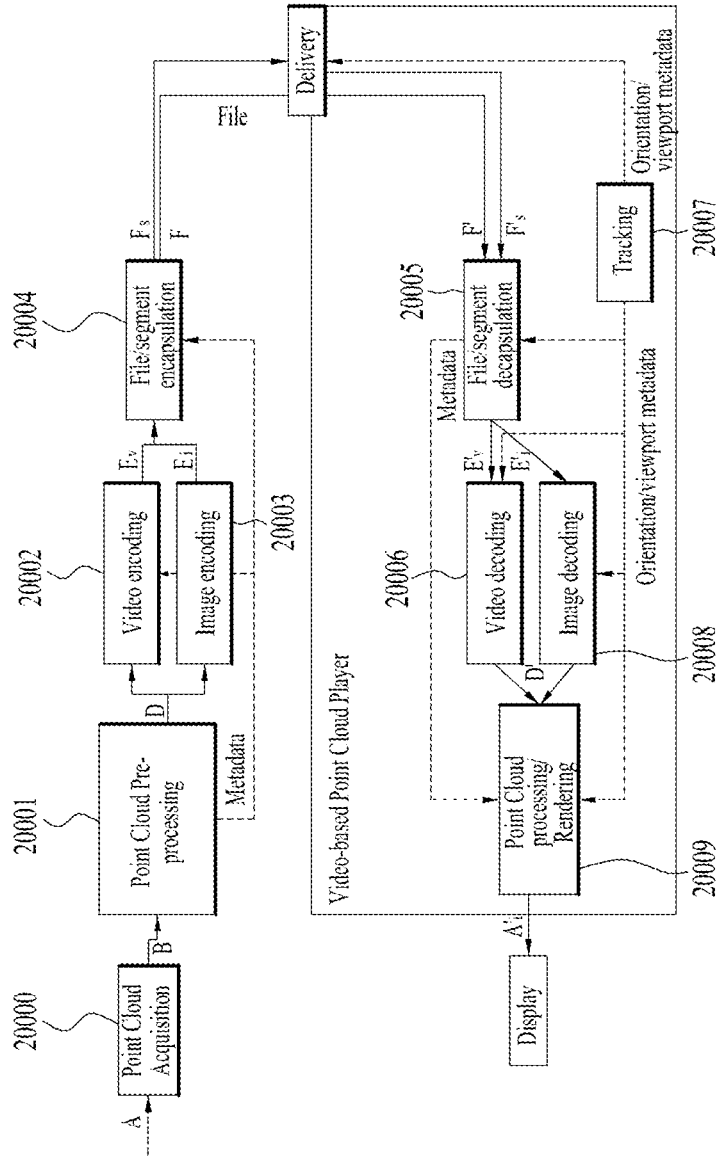 A
Point Cloud
Acquisition
20000
B
Point Cloud Pre-
processing
20001
D
Metadata
Video encoding
20002
Image encoding
20003
Ev
Ei
File/segment
encapsulation
20004
Fs
F
File
Delivery
Video-based Point Cloud Player
F'
F's
File/segment
decapsulation
20005
Metadata
E'v
E'i
Video decoding
20006
Image decoding
20008
D'
Point Cloud
processing/
Rendering
20009
A'i
Display
Tracking
20007
Orientation/
viewport metadata
Orientation/viewport metadata